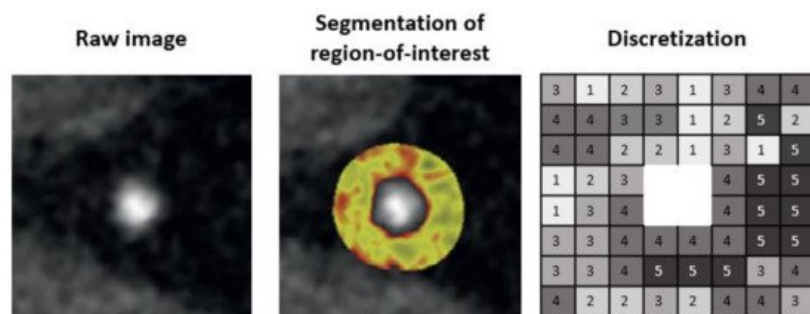 Raw image
Segmentation of
region-of-interest
Discretization
3 1 2 3 1 3 4 4
4 4 3 3 1 2 5 2
4 4 2 2 1 3 1 5
1 2 3 4 5 5
1 3 4 4 5 5
3 3 4 4 4 4 5 5
3 3 4 5 5 5 3 4
4 2 2 3 2 4 4 3